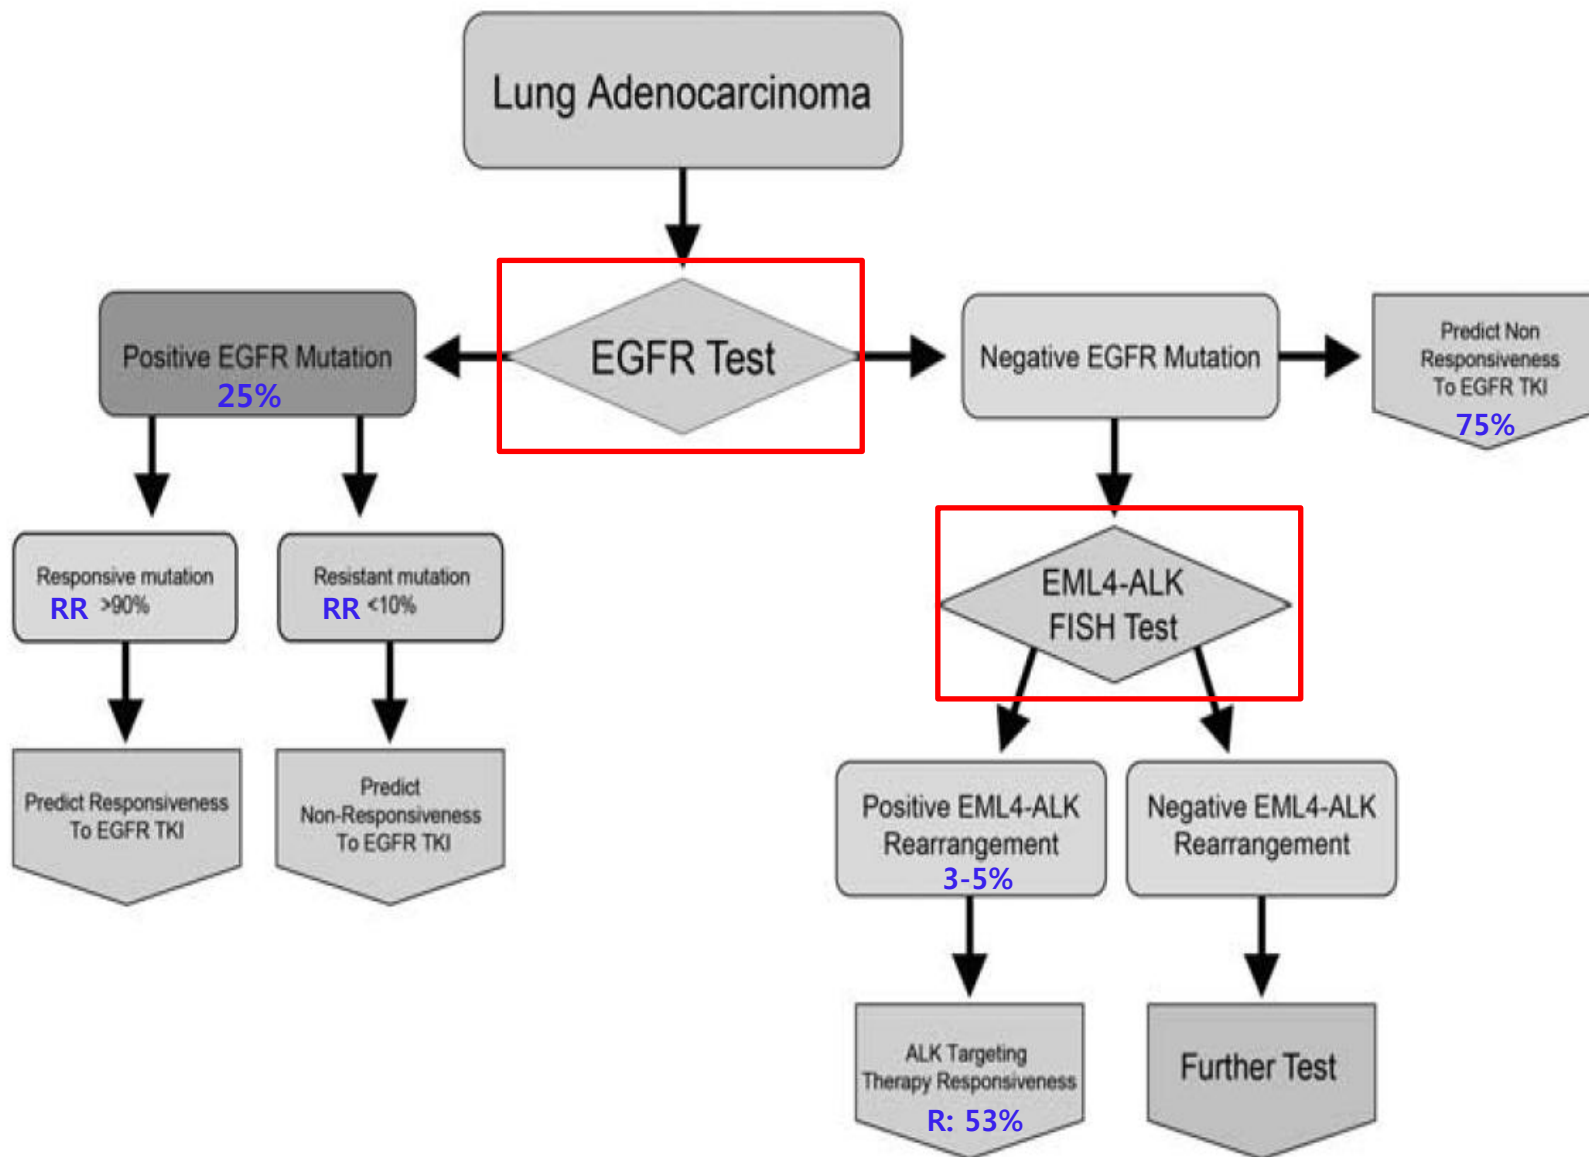 Lung Adenocarcinoma
Positive EGFR Mutation
25%
EGFR Test
Negative EGFR Mutation
Predict Non
Responsiveness
To EGFR TKI
75%
Responsive mutation
RR >90%
Resistant mutation
RR <10%
EML4-ALK
FISH Test
Predict Responsiveness
To EGFR TKI
Predict
Non-Responsiveness
To EGFR TKI
Positive EML4-ALK
Rearrangement
3-5%
Negative EML4-ALK
Rearrangement
ALK Targeting
Therapy Responsiveness
R: 53%
Further Test